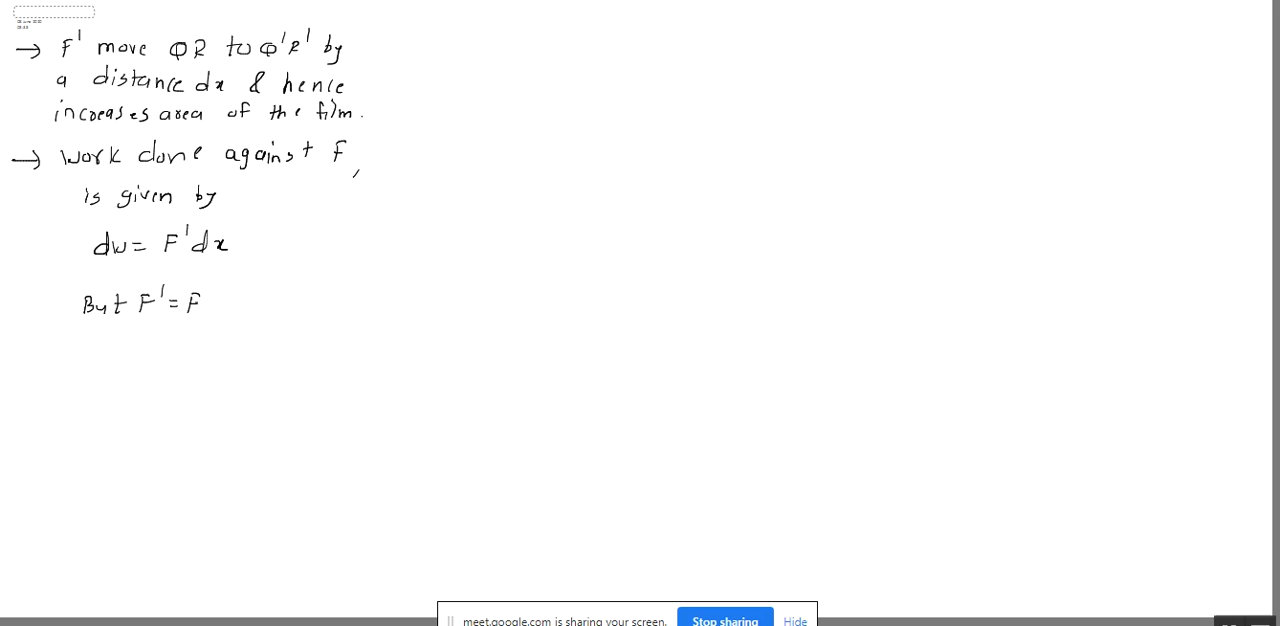 → F' move QR to Q'R' by
a distance dx & hence
increases area of the film.
→ Work done against F,
is given by
dw = F'dx
But F' = F
meet.google.com is sharing your screen. Stop sharing Hide